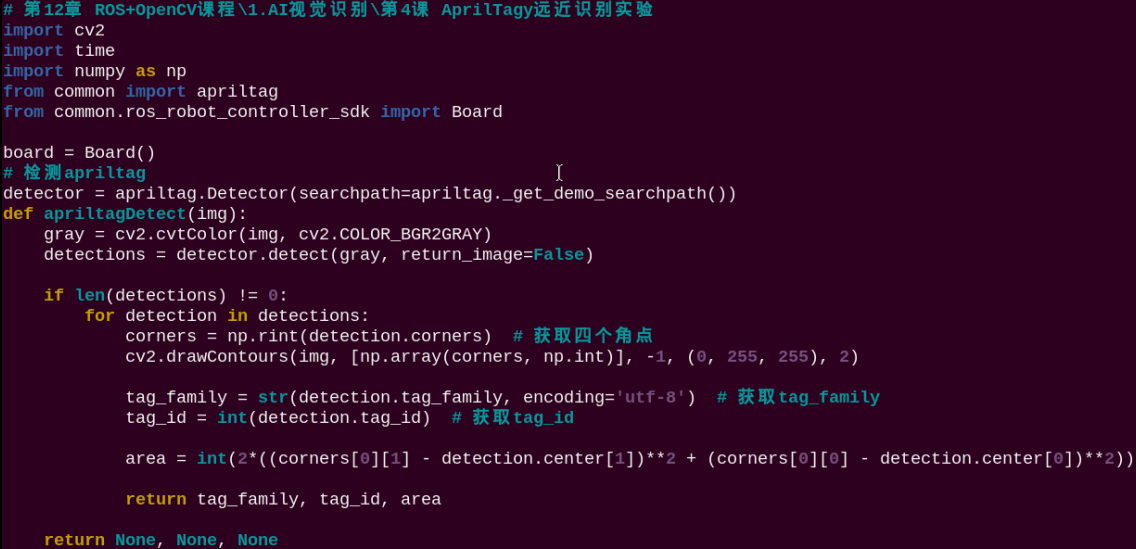 # 第12章 ROS+OpenCV课程\1.AI视觉识别\第4课 AprilTagy远近识别实验
import cv2
import time
import numpy as np
from common import apriltag
from common.ros_robot_controller_sdk import Board
board = Board()
# 检测apriltag
detector = apriltag.Detector(searchpath=apriltag._get_demo_searchpath())
def apriltagDetect(img):
    gray = cv2.cvtColor(img, cv2.COLOR_BGR2GRAY)
    detections = detector.detect(gray, return_image=False)
    if len(detections) != 0:
        for detection in detections:
            corners = np.rint(detection.corners)  # 获取四个角点
            cv2.drawContours(img, [np.array(corners, np.int)], -1, (0, 255, 255), 2)
            tag_family = str(detection.tag_family, encoding='utf-8')  # 获取tag_family
            tag_id = int(detection.tag_id)  # 获取tag_id
            area = int(2*((corners[0][1] - detection.center[1])**2 + (corners[0][0] - detection.center[0])**2))
            return tag_family, tag_id, area
    return None, None, None